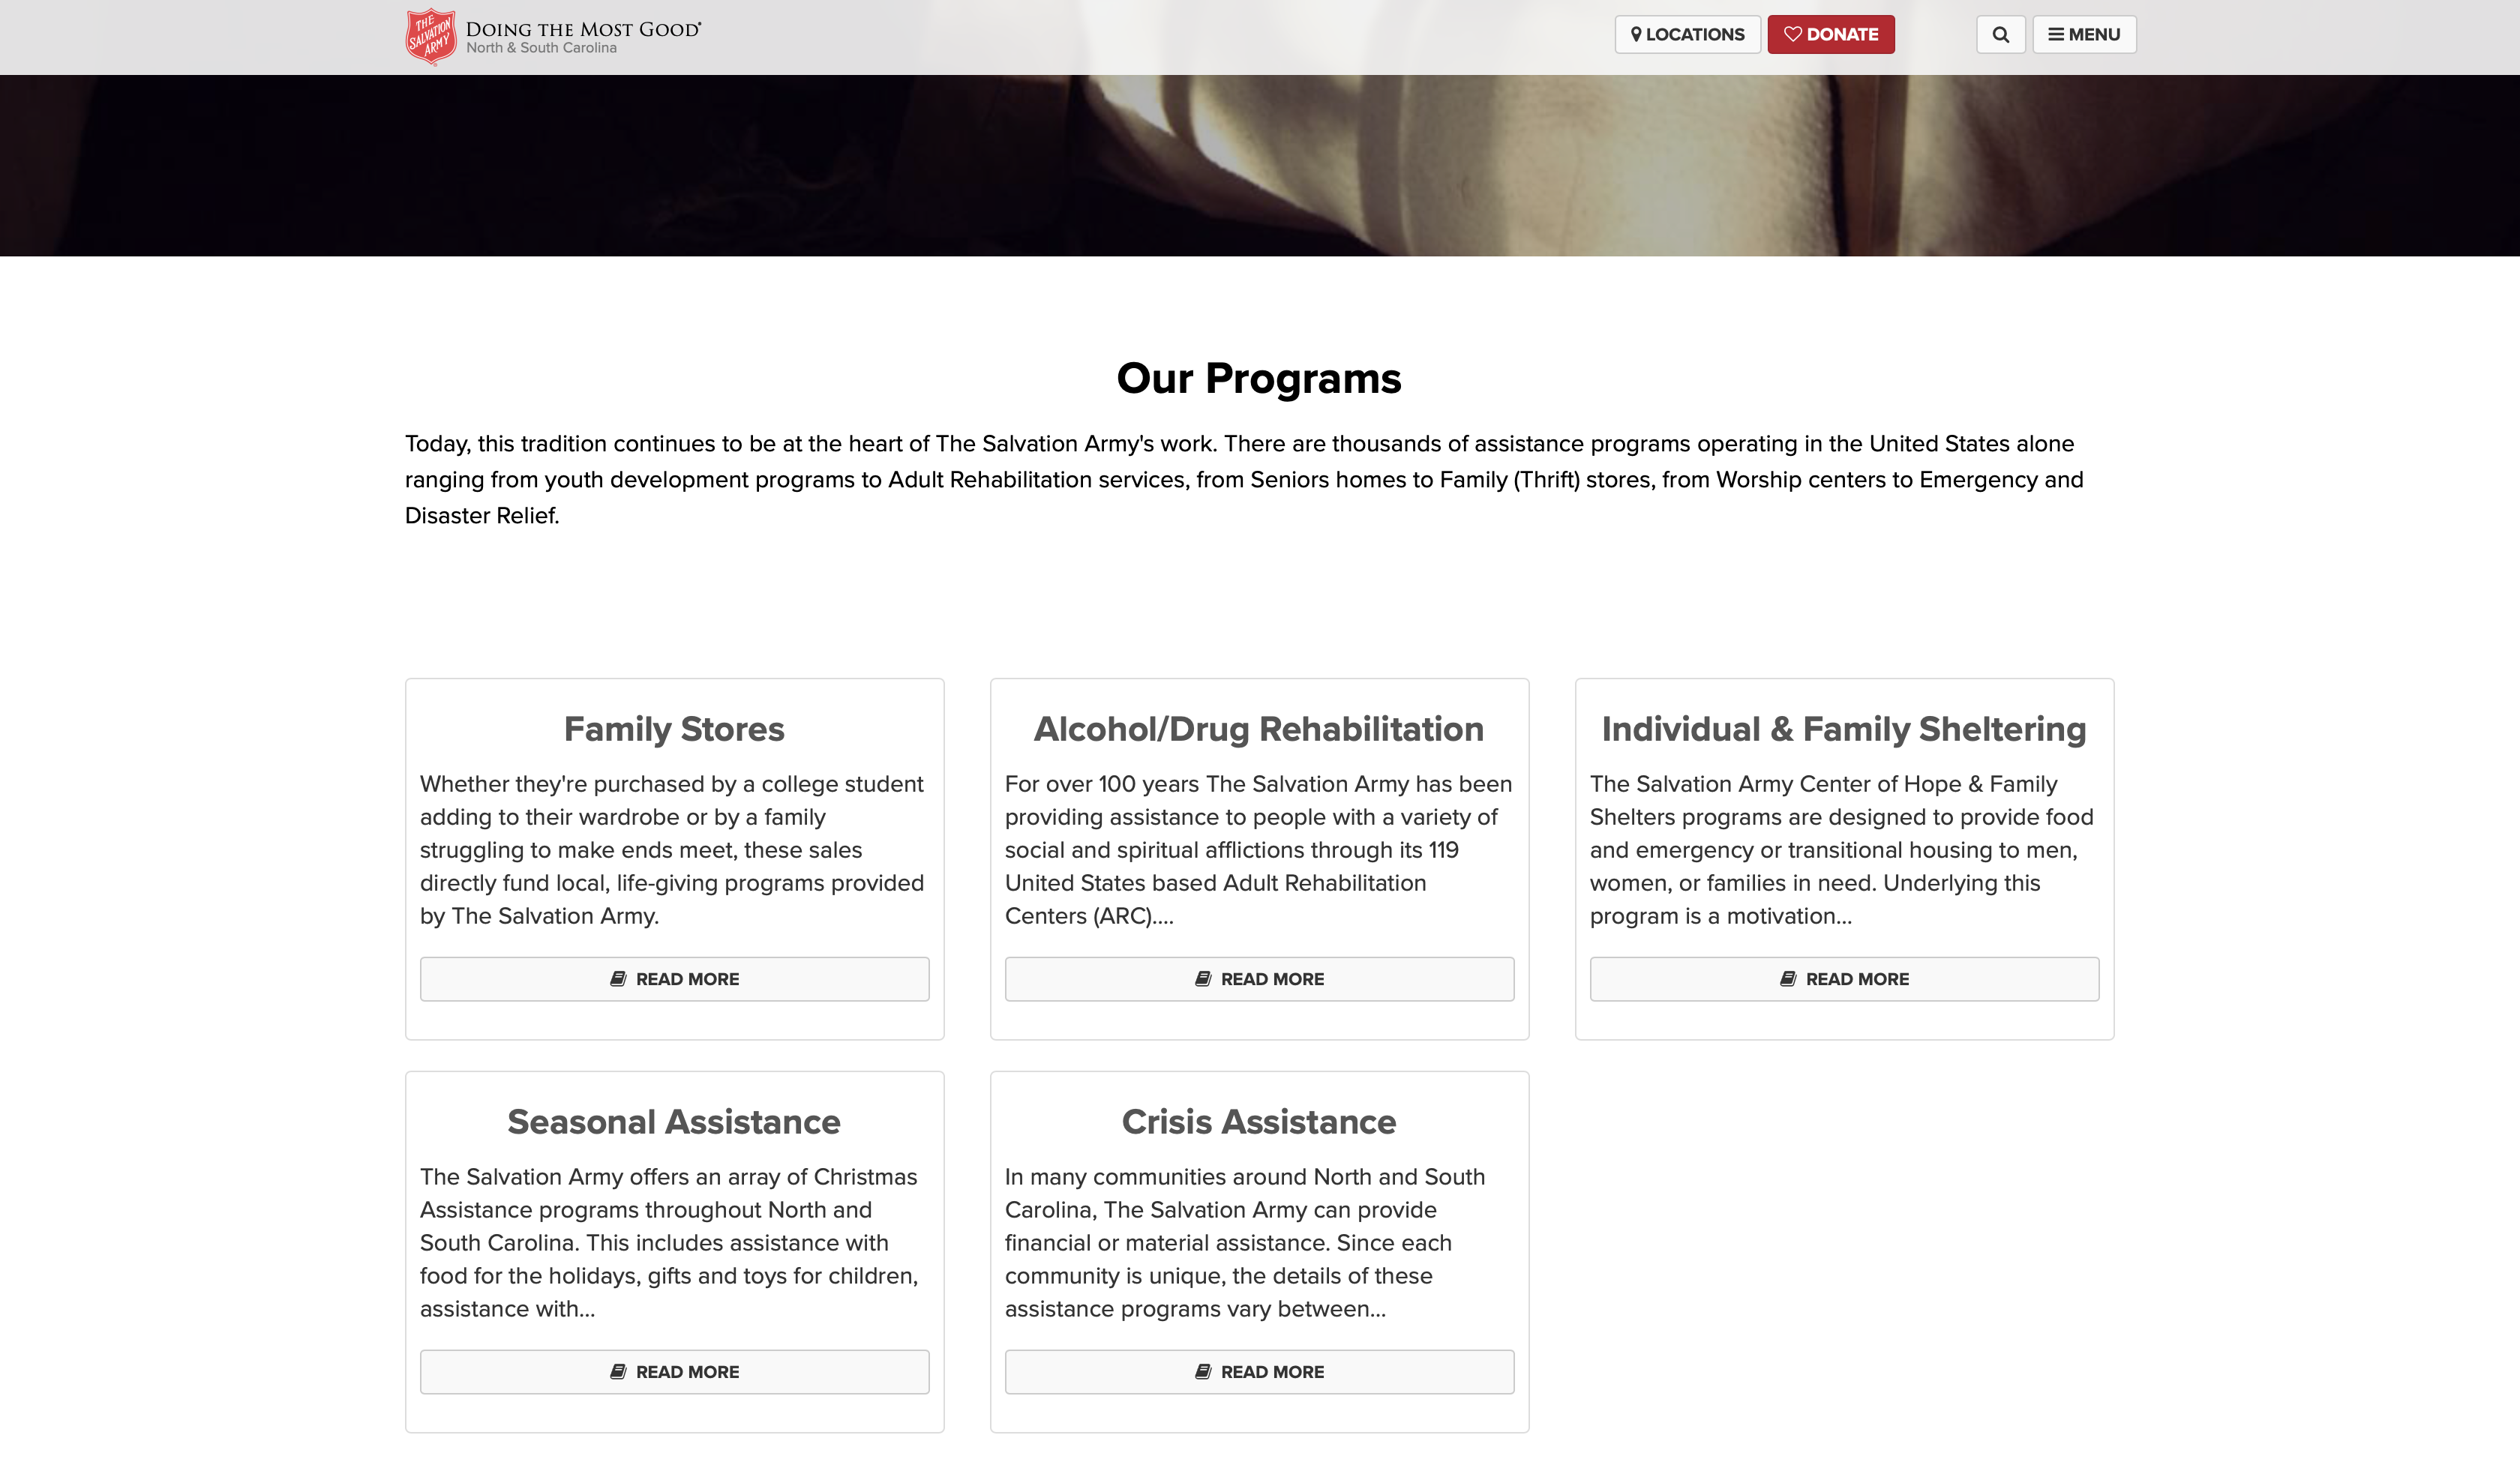 THE
SALVATION
ARMY
DOING THE MOST GOOD®
North & South Carolina
LOCATIONS
DONATE
MENU
Our Programs
Today, this tradition continues to be at the heart of The Salvation Army's work. There are thousands of assistance programs operating in the United States alone
ranging from youth development programs to Adult Rehabilitation services, from Seniors homes to Family (Thrift) stores, from Worship centers to Emergency and
Disaster Relief.
Family Stores
Whether they're purchased by a college student
adding to their wardrobe or by a family
struggling to make ends meet, these sales
directly fund local, life-giving programs provided
by The Salvation Army.
READ MORE
Alcohol/Drug Rehabilitation
For over 100 years The Salvation Army has been
providing assistance to people with a variety of
social and spiritual afflictions through its 119
United States based Adult Rehabilitation
Centers (ARC)....
READ MORE
Individual & Family Sheltering
The Salvation Army Center of Hope & Family
Shelters programs are designed to provide food
and emergency or transitional housing to men,
women, or families in need. Underlying this
program is a motivation...
READ MORE
Seasonal Assistance
The Salvation Army offers an array of Christmas
Assistance programs throughout North and
South Carolina. This includes assistance with
food for the holidays, gifts and toys for children,
assistance with...
READ MORE
Crisis Assistance
In many communities around North and South
Carolina, The Salvation Army can provide
financial or material assistance. Since each
community is unique, the details of these
assistance programs vary between...
READ MORE